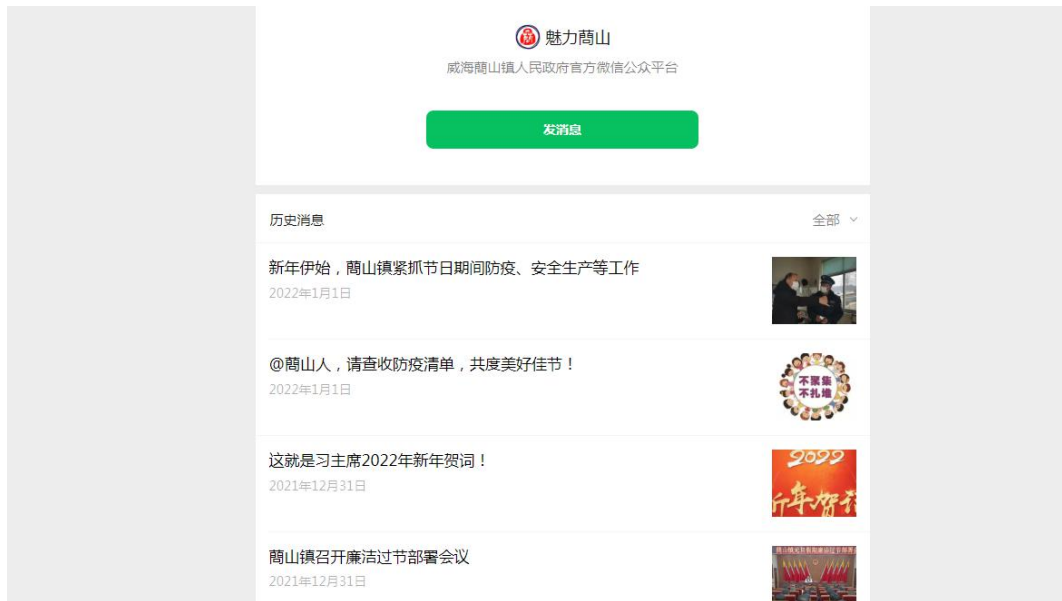 魅力蔄山
威海蔄山镇人民政府官方微信公众平台
发消息
历史消息
全部
新年伊始，蔄山镇紧抓节日期间防疫、安全生产等工作
2022年1月1日
@蔄山人，请查收防疫清单，共度美好佳节！
2022年1月1日
不聚集
不扎堆
这就是习主席2022年新年贺词！
2021年12月31日
2022
新年贺词
蔄山镇召开廉洁过节部署会议
2021年12月31日